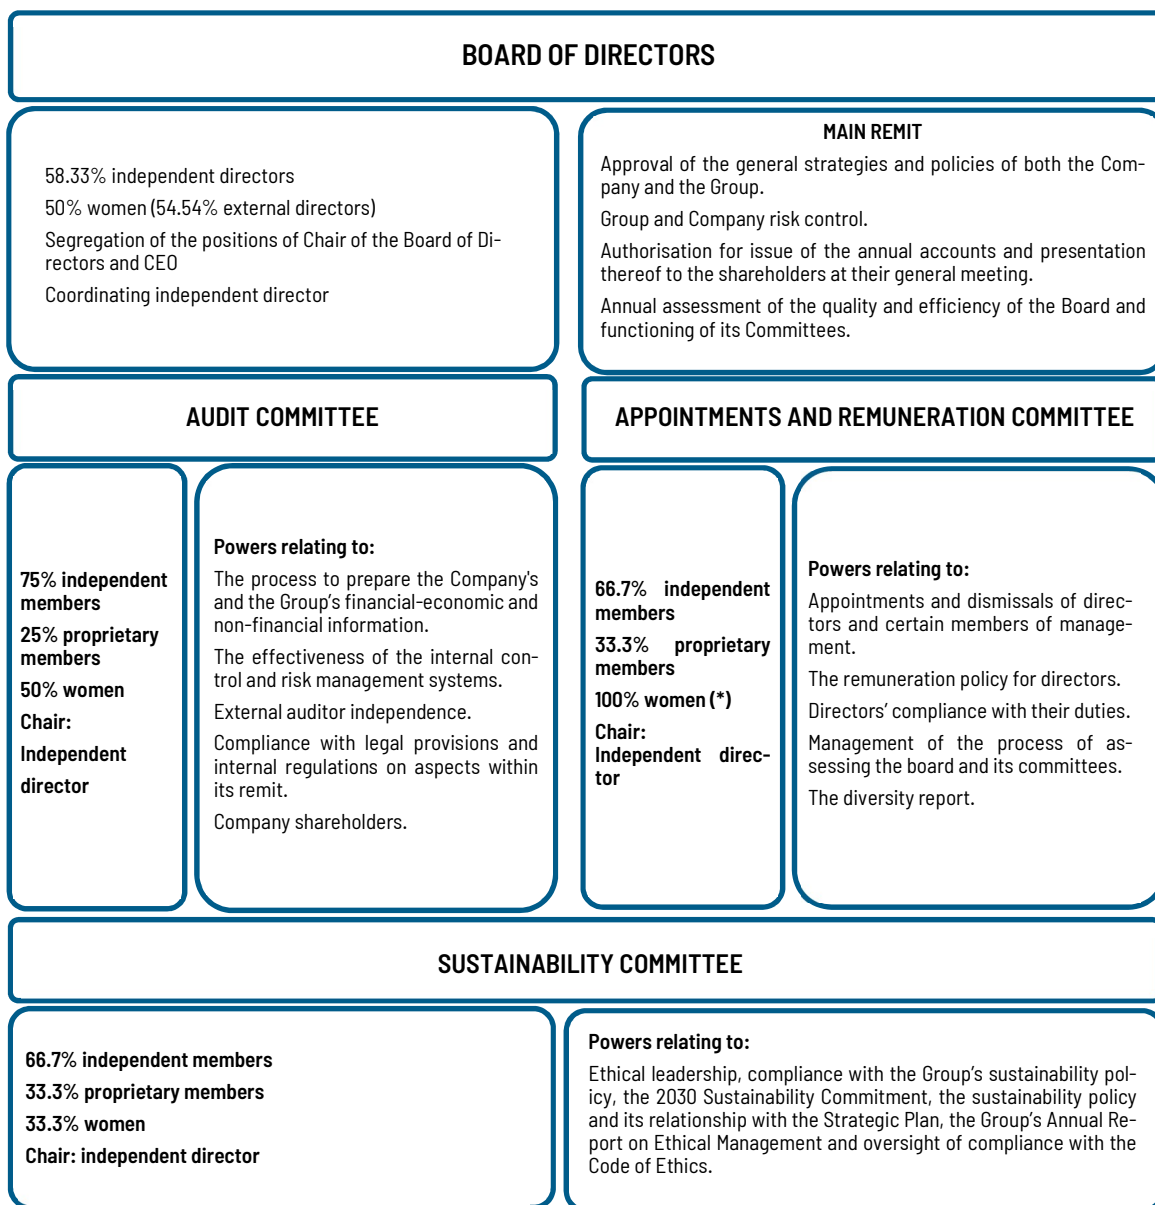 BOARD OF DIRECTORS
58.33% independent directors
50% women (54.54% external directors)
Segregation of the positions of Chair of the Board of Di-
rectors and CEO
Coordinating independent director
MAIN REMIT
Approval of the general strategies and policies of both the Com-
pany and the Group.
Group and Company risk control.
Authorisation for issue of the annual accounts and presentation
thereof to the shareholders at their general meeting.
Annual assessment of the quality and efficiency of the Board and
functioning of its Committees.
AUDIT COMMITTEE
75% independent
members
25% proprietary
members
50% women
Chair:
Independent
director
Powers relating to:
The process to prepare the Company's
and the Group’s financial-economic and
non-financial information.
The effectiveness of the internal con-
trol and risk management systems.
External auditor independence.
Compliance with legal provisions and
internal regulations on aspects within
its remit.
Company shareholders.
APPOINTMENTS AND REMUNERATION COMMITTEE
66.7% independent
members
33.3% proprietary
members
100% women (*)
Chair:
Independent direc-
tor
Powers relating to:
Appointments and dismissals of direc-
tors and certain members of manage-
ment.
The remuneration policy for directors.
Directors’ compliance with their duties.
Management of the process of as-
sessing the board and its committees.
The diversity report.
SUSTAINABILITY COMMITTEE
66.7% independent members
33.3% proprietary members
33.3% women
Chair: independent director
Powers relating to:
Ethical leadership, compliance with the Group’s sustainability pol-
icy, the 2030 Sustainability Commitment, the sustainability policy
and its relationship with the Strategic Plan, the Group’s Annual Re-
port on Ethical Management and oversight of compliance with the
Code of Ethics.